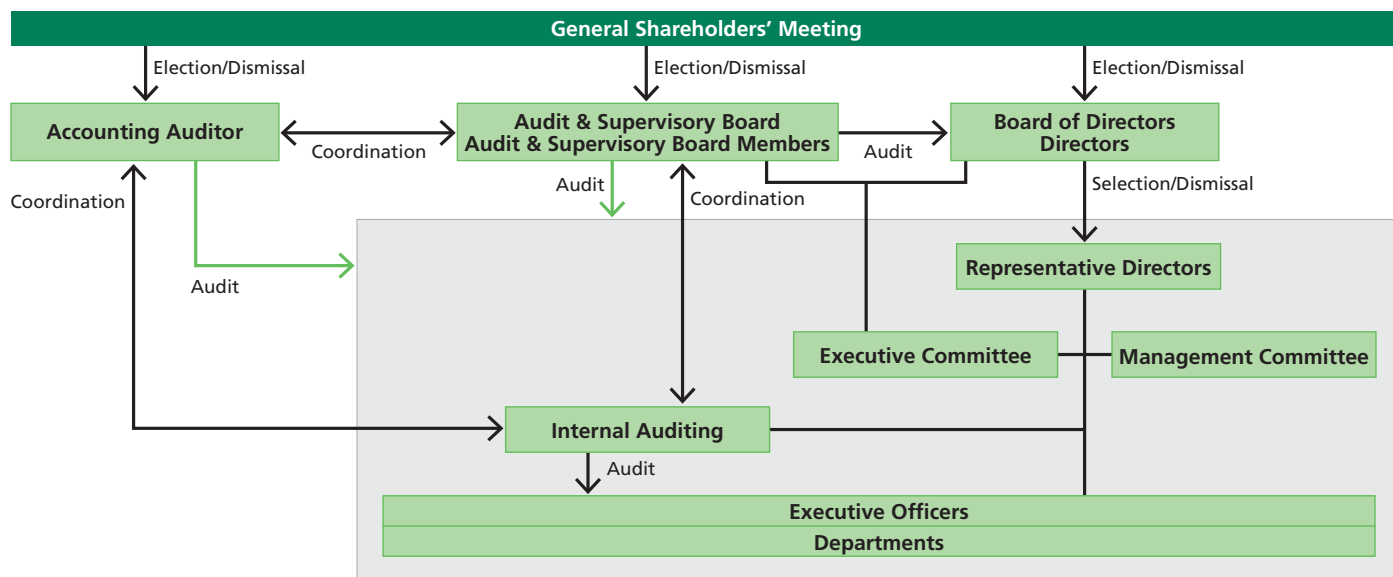 General Shareholders’ Meeting
Election/Dismissal
Election/Dismissal
Election/Dismissal
Accounting Auditor
Coordination
Audit & Supervisory Board
Audit & Supervisory Board Members
Audit
Board of Directors
Directors
Coordination
Audit
Coordination
Selection/Dismissal
Audit
Representative Directors
Executive Committee
Management Committee
Internal Auditing
Audit
Executive Officers
Departments